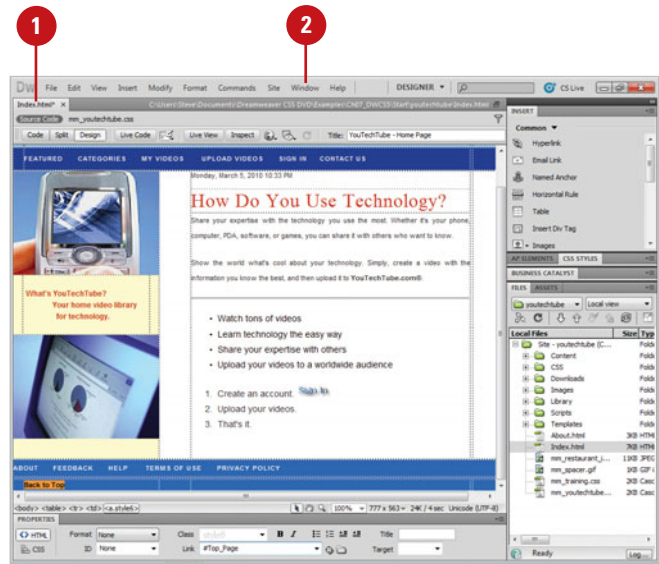 1 2
DW File Edit View Insert Modify Format Commands Site Window Help DESIGNER CS Live
Index.html* C:\Users\Steve\Documents\Dreamweaver CS5 DVD\Examples\CH07_DWCS5\Start\youtechtube\Index.html
Source Code mm_youtechtube.css
Code Split Design Live Code Live View Inspect Title: YouTechTube - Home Page
FEATURED CATEGORIES MY VIDEOS UPLOAD VIDEOS SIGN IN CONTACT US
Monday, March 5, 2010 10:33 PM
How Do You Use Technology?
Share your expertise with the technology you use the most. Whether it's your phone,
computer, PDA, software, or games, you can share it with others who want to know.
Show the world what's cool about your technology. Simply, create a video with the
information you know the best, and then upload it to YouTechTube.com®.
What's YouTechTube?
Your home video library
for technology.
• Watch tons of videos
• Learn technology the easy way
• Share your expertise with others
• Upload your videos to a worldwide audience
1. Create an account. Sign In
2. Upload your videos.
3. That's it.
ABOUT FEEDBACK HELP TERMS OF USE PRIVACY POLICY
Back to Top
<body> <table> <tr> <td> <a.style6> 100% 777 x 563 24K / 4 sec Unicode (UTF-8)
PROPERTIES
<> HTML Format None Class style6 B I Title
CSS ID None Link #Top_Page Target
INSERT
Common
Hyperlink
Email Link
Named Anchor
Horizontal Rule
Table
Insert Div Tag
Images
AP ELEMENTS CSS STYLES
BUSINESS CATALYST
FILES ASSETS
youtechtube Local view
Local Files Size Typ
Site - youtechtube (C... Folde
Content Folde
CSS Folde
Downloads Folde
Images Folde
Library Folde
Scripts Folde
Templates Folde
About.html 3KB HTMl
Index.html 7KB HTMl
mm_restaurant_i... 11KB JPEG
mm_spacer.gif 1KB GIF i
mm_training.css 2KB Casc
mm_youtechtube... 2KB Casc
Ready Log...